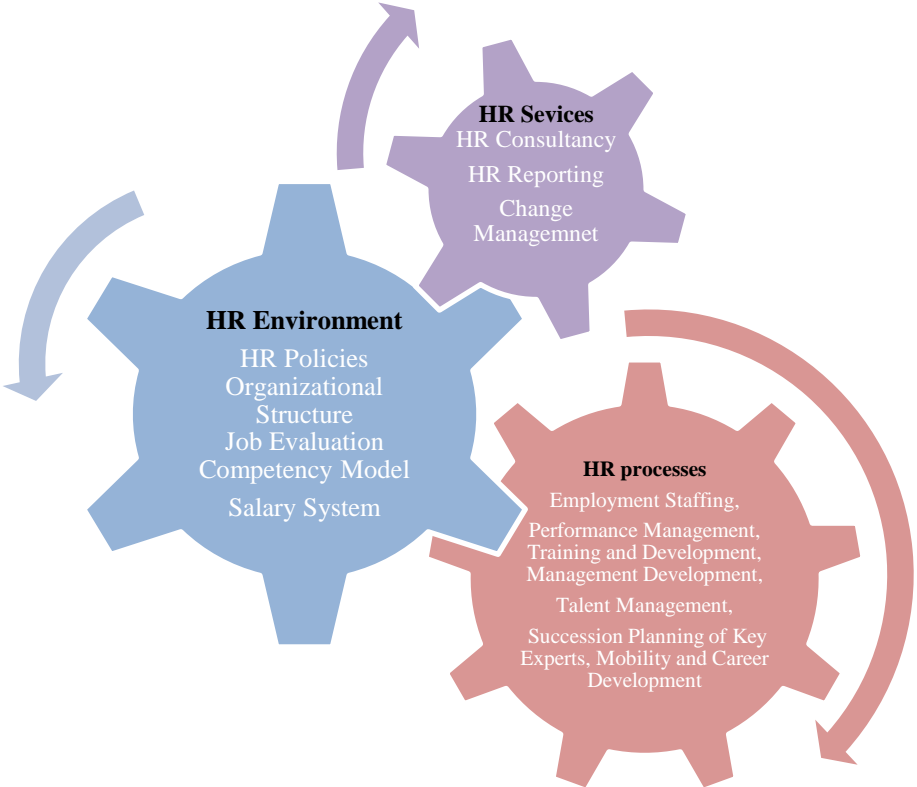 HR Sevices
HR Consultancy
HR Reporting
Change
Managemnet
HR Environment
HR Policies
Organizational
Structure
Job Evaluation
Competency Model
Salary System
HR processes
Employment Staffing,
Performance Management,
Training and Development,
Management Development,
Talent Management,
Succession Planning of Key
Experts, Mobility and Career
Development